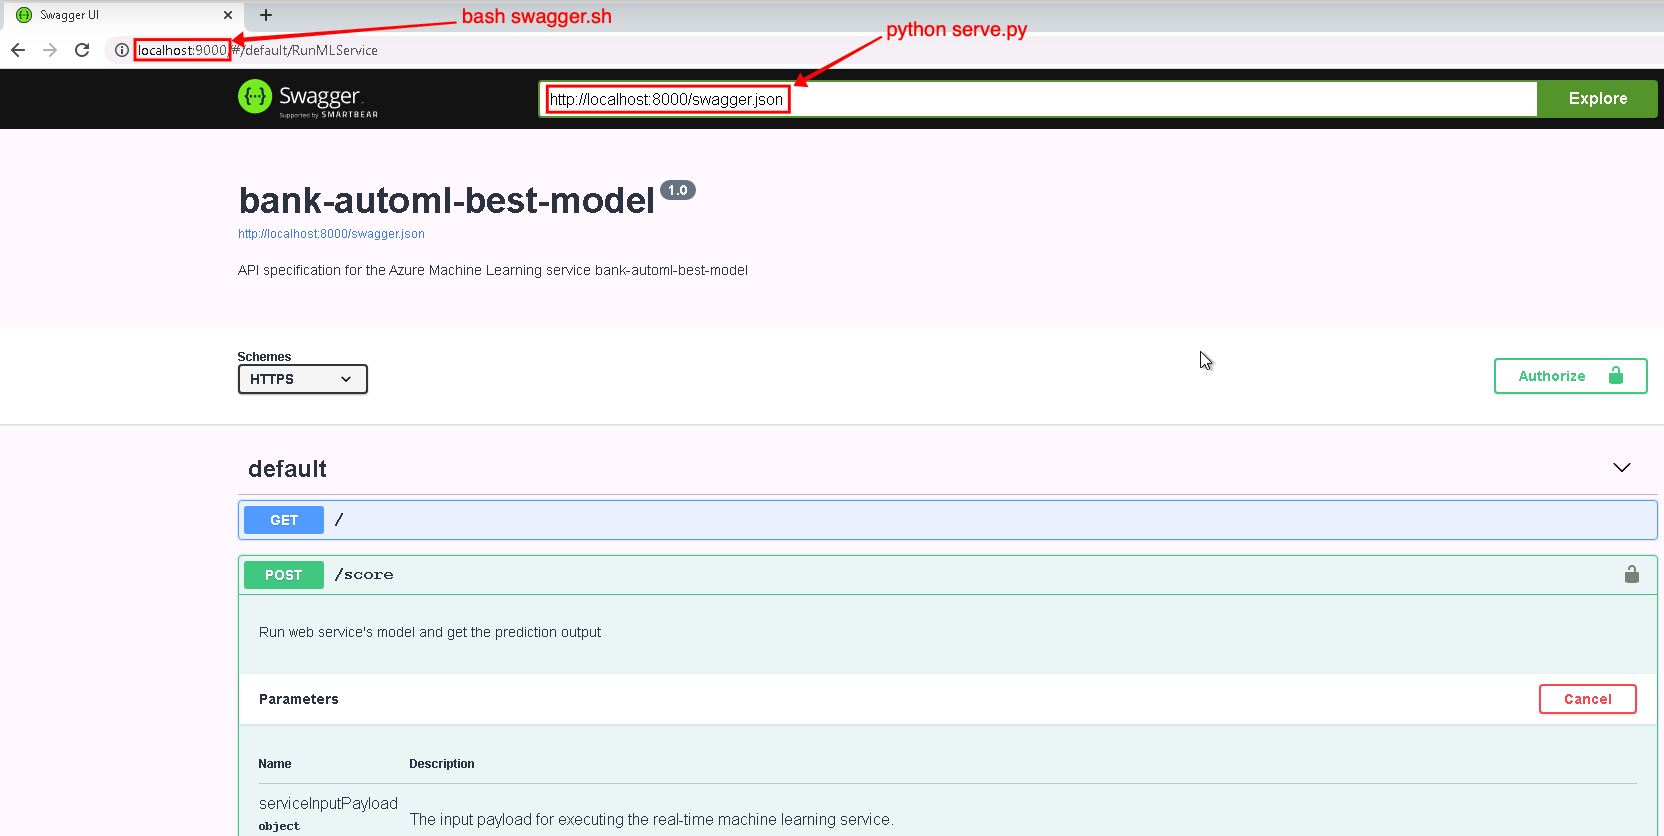 Swagger UI
bash swagger.sh
python serve.py
localhost:9000/#/default/RunMLService
Swagger
Supported by SMARTBEAR
http://localhost:8000/swagger.json
Explore
bank-automl-best-model 1.0
http://localhost:8000/swagger.json
API specification for the Azure Machine Learning service bank-automl-best-model
Schemes
HTTPS
Authorize
default
GET /
POST /score
Run web service's model and get the prediction output
Parameters
Cancel
Name Description
serviceInputPayload
object
The input payload for executing the real-time machine learning service.